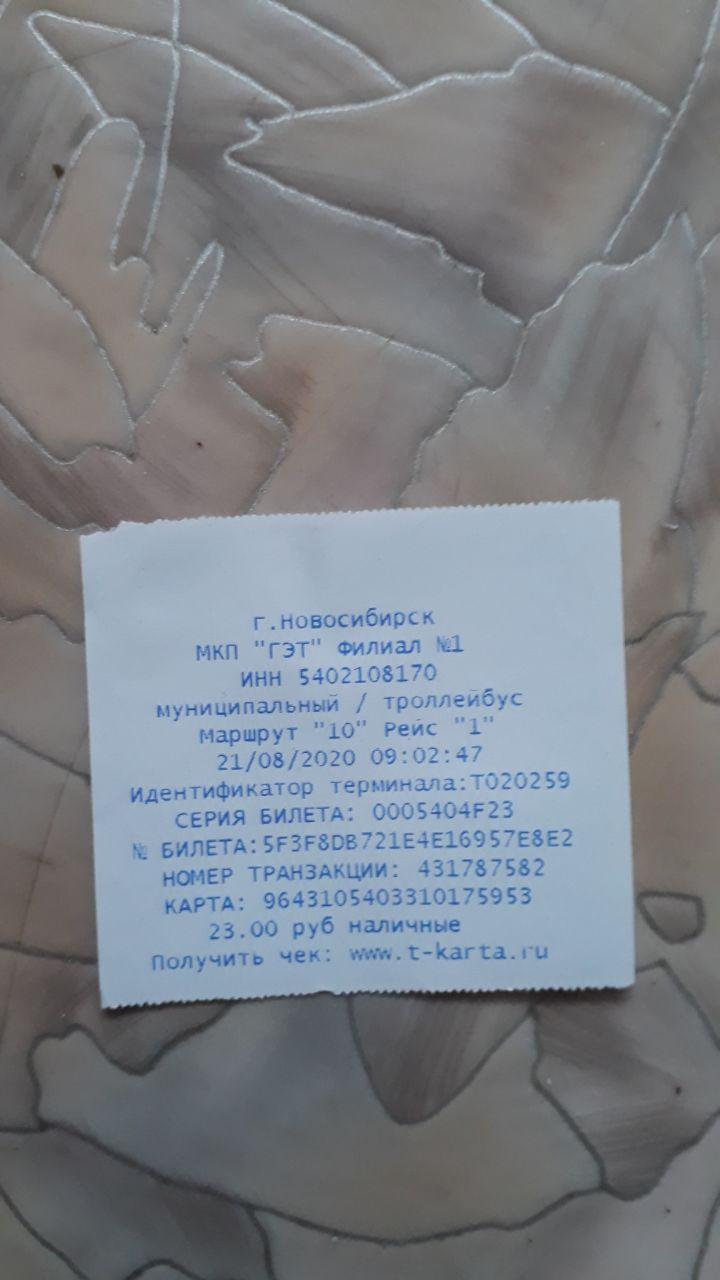 г.Новосибирск
МКП "ГЭТ" Филиал №1
ИНН 5402108170
муниципальный / троллейбус
Маршрут "10" Рейс "1"
21/08/2020 09:02:47
Идентификатор терминала:T020259
СЕРИЯ БИЛЕТА: 0005404F23
№ БИЛЕТА:5F3F8DB721E4E16957E8E2
НОМЕР ТРАНЗАКЦИИ: 431787582
КАРТА: 9643105403310175953
23.00 руб наличные
Получить чек: www.t-karta.ru